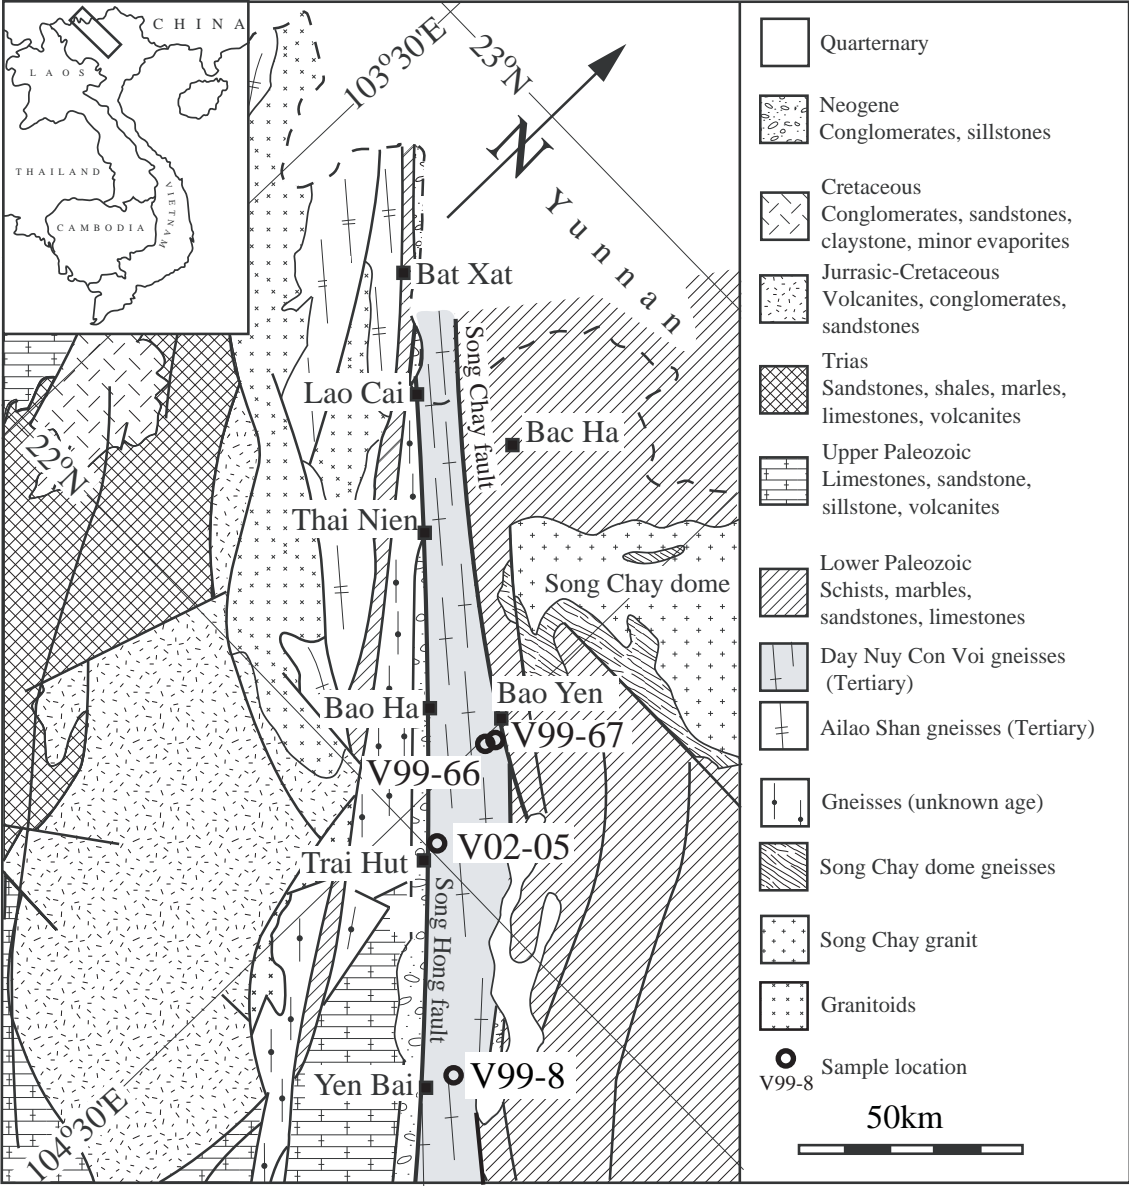 CHINA
LAOS
THAILAND
VIETNAM
CAMBODIA
103°30'E
23°N
N
Yunnan
Bat Xat
Song Chay fault
Lao Cai
Bac Ha
22°N
Thai Nien
Song Chay dome
Bao Yen
Bao Ha
V99-67
V99-66
V02-05
Trai Hut
Song Hong fault
V99-8
Yen Bai
104°30'E
Quarternary
Neogene
Conglomerates, sillstones
Cretaceous
Conglomerates, sandstones,
claystone, minor evaporites
Jurrasic-Cretaceous
Volcanites, conglomerates,
sandstones
Trias
Sandstones, shales, marles,
limestones, volcanites
Upper Paleozoic
Limestones, sandstone,
sillstone, volcanites
Lower Paleozoic
Schists, marbles,
sandstones, limestones
Day Nuy Con Voi gneisses
(Tertiary)
Ailao Shan gneisses (Tertiary)
Gneisses (unknown age)
Song Chay dome gneisses
Song Chay granit
Granitoids
Sample location
V99-8
50km